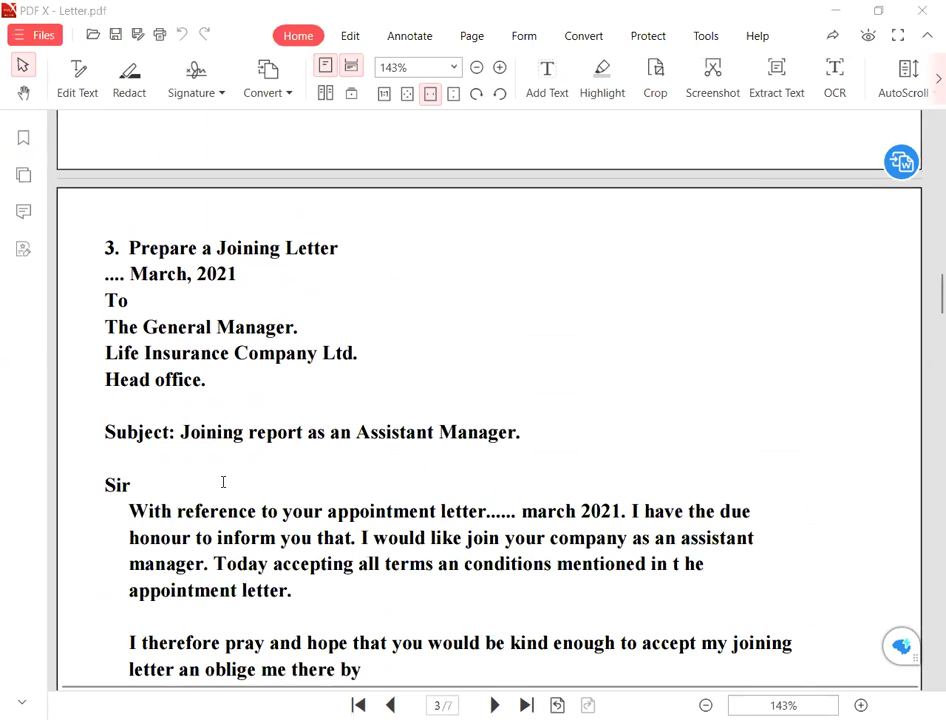 PDF X - Letter.pdf
Files
Home Edit Annotate Page Form Convert Protect Tools Help
143%
Edit Text Redact Signature Convert 1:1 Add Text Highlight Crop Screenshot Extract Text OCR AutoScroll
3. Prepare a Joining Letter
.... March, 2021
To
The General Manager.
Life Insurance Company Ltd.
Head office.
Subject: Joining report as an Assistant Manager.
Sir
With reference to your appointment letter...... march 2021. I have the due
honour to inform you that. I would like join your company as an assistant
manager. Today accepting all terms an conditions mentioned in t he
appointment letter.
I therefore pray and hope that you would be kind enough to accept my joining
letter an oblige me there by
3 /7
143%